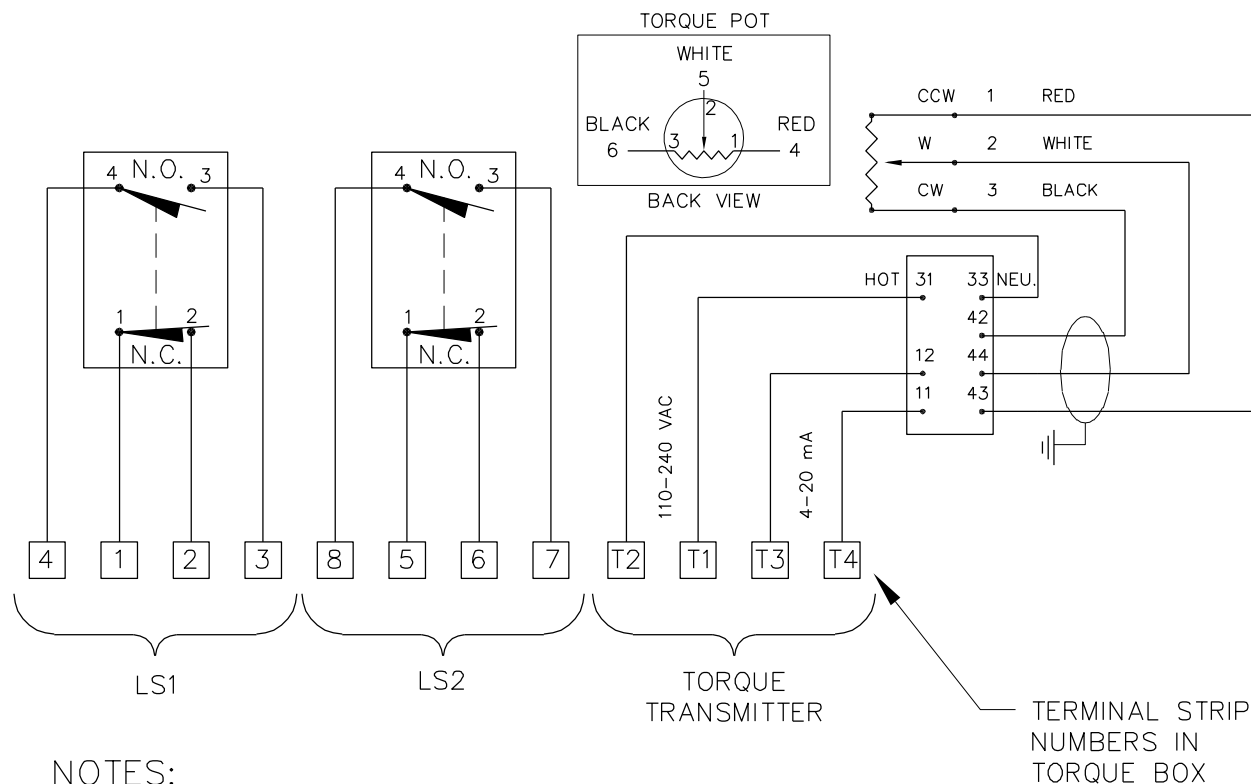 TORQUE POT
WHITE
5
2
BLACK
RED
3
1
6
4
BACK VIEW
CCW 1 RED
W 2 WHITE
CW 3 BLACK
4 N.O. 3
1 2
N.C.
4 N.O. 3
1 2
N.C.
HOT 31 33 NEU.
42
12 44
11 43
110-240 VAC
4-20 mA
4 1 2 3 8 5 6 7 T2 T1 T3 T4
LS1
LS2
TORQUE
TRANSMITTER
TERMINAL STRIP
NUMBERS IN
TORQUE BOX
NOTES: